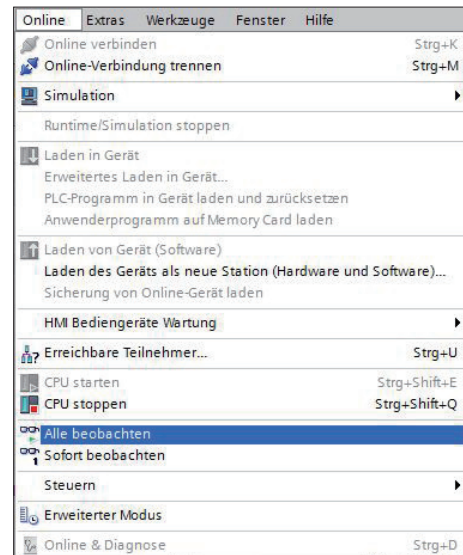 Online Extras Werkzeuge Fenster Hilfe
Online verbinden Strg+K
Online-Verbindung trennen Strg+M
Simulation
Runtime/Simulation stoppen
Laden in Gerät
Erweitertes Laden in Gerät...
PLC-Programm in Gerät laden und zurücksetzen
Anwenderprogramm auf Memory Card laden
Laden von Gerät (Software)
Laden des Geräts als neue Station (Hardware und Software)...
Sicherung von Online-Gerät laden
HMI Bediengeräte Wartung
Erreichbare Teilnehmer... Strg+U
CPU starten Strg+Shift+E
CPU stoppen Strg+Shift+Q
Alle beobachten
Sofort beobachten
Steuern
Erweiterter Modus
Online & Diagnose Strg+D